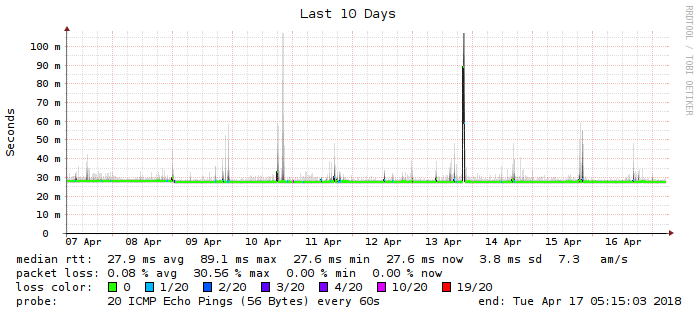 Last 10 Days
RRDTOOL / TOBI OETIKER
Seconds
100 m
90 m
80 m
70 m
60 m
50 m
40 m
30 m
20 m
10 m
0
07 Apr 08 Apr 09 Apr 10 Apr 11 Apr 12 Apr 13 Apr 14 Apr 15 Apr 16 Apr
median rtt: 27.9 ms avg 89.1 ms max 27.6 ms min 27.6 ms now 3.8 ms sd 7.3 am/s
packet loss: 0.08 % avg 30.56 % max 0.00 % min 0.00 % now
loss color: 0 1/20 2/20 3/20 4/20 10/20 19/20
probe: 20 ICMP Echo Pings (56 Bytes) every 60s end: Tue Apr 17 05:15:03 2018